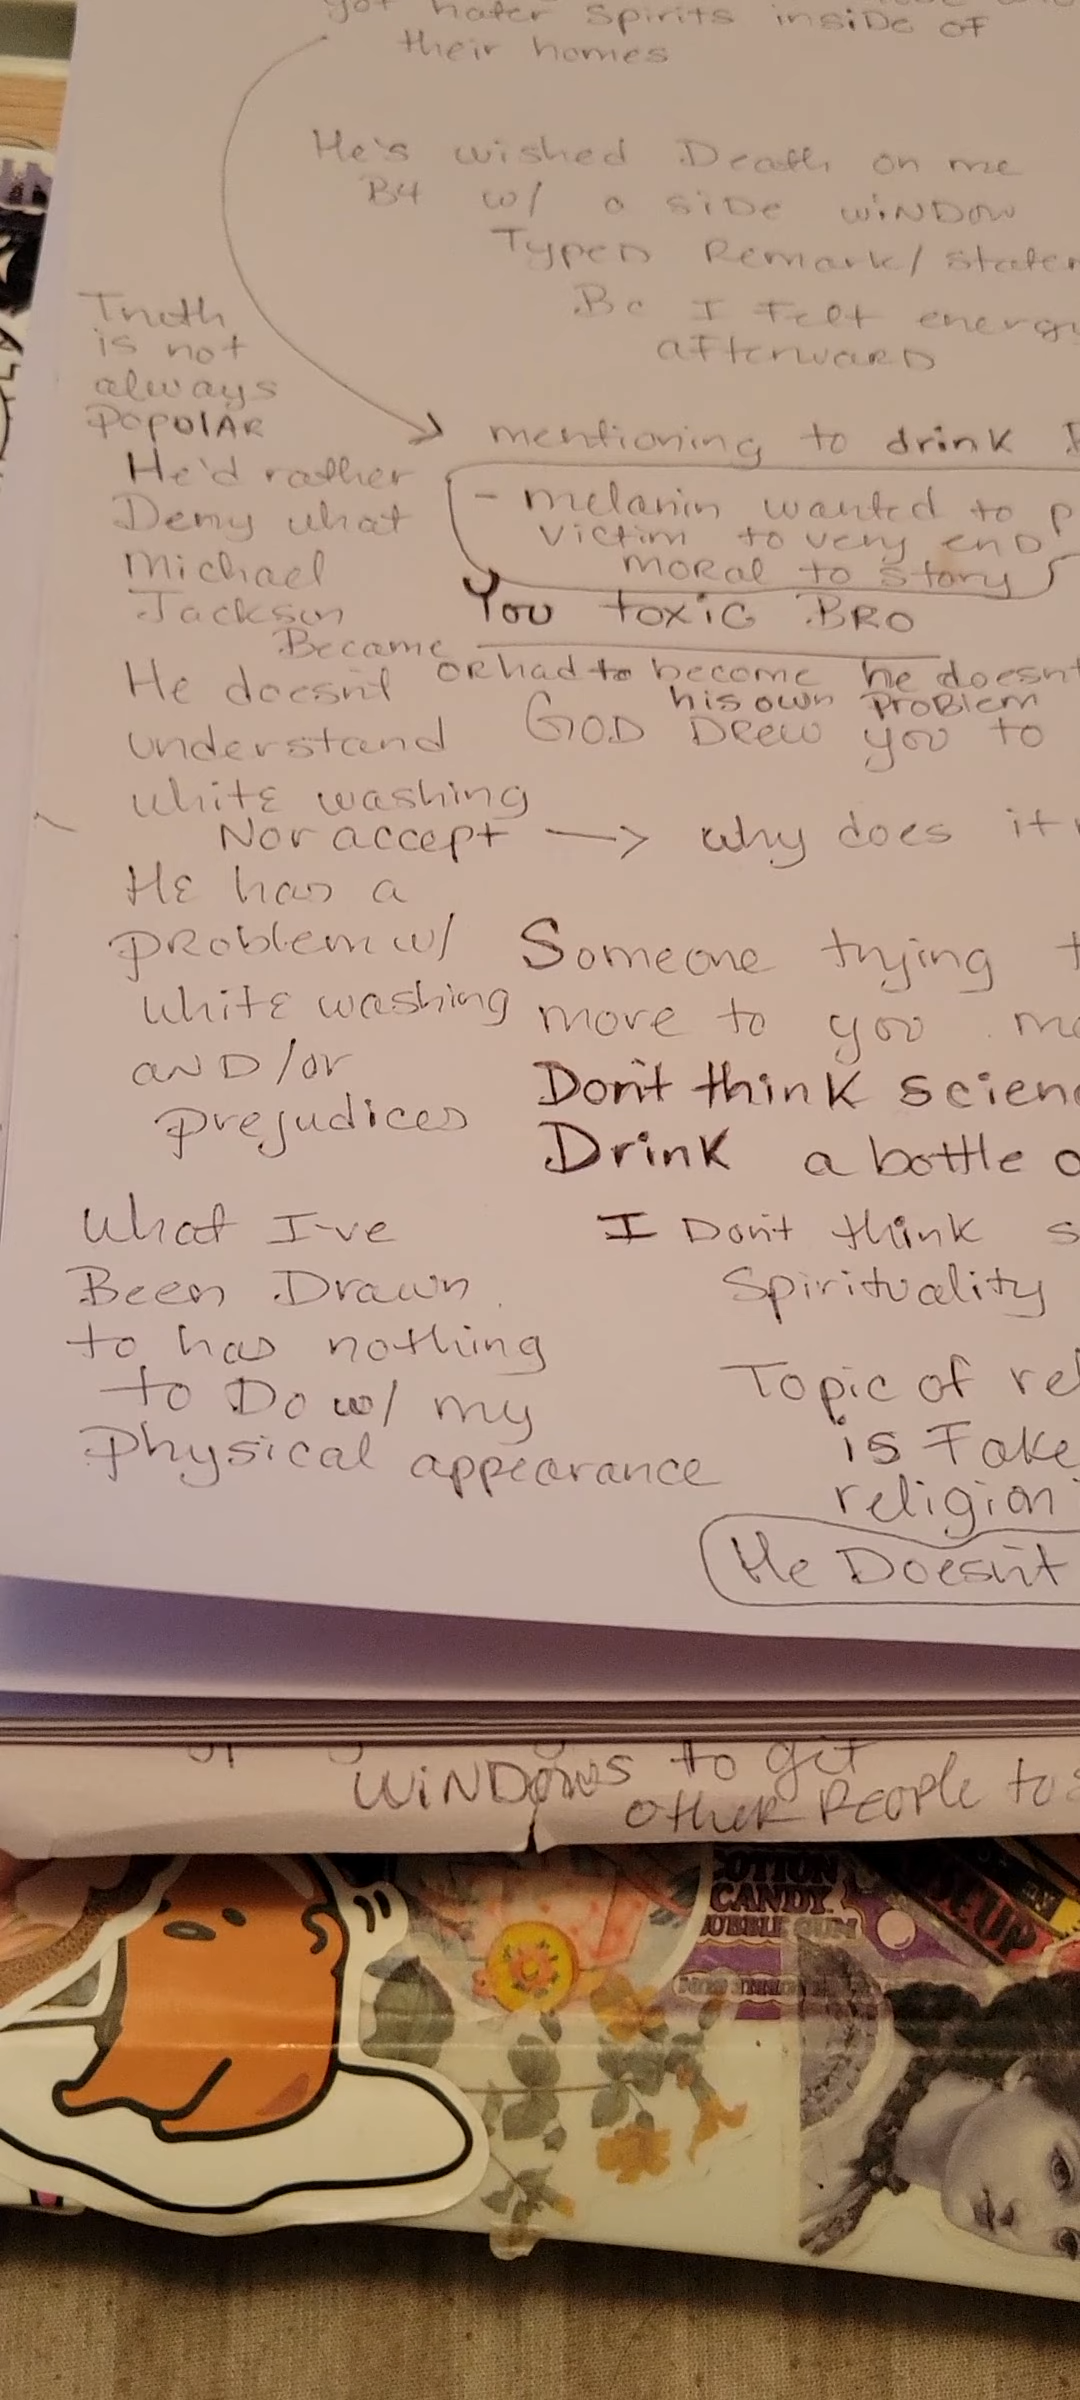 got hater spirits inside of
their homes
He's wished Death on me
B4 w/ a side window
Typed Remark/
Bc I Felt energy
afterward
Truth
is not
always
Popular
mentioning to drink
He'd rather
Deny what
Michael
Jackson
Became
or had to become
- melanin wanted to
victim to very end
moral to story
You toxic BRO
he doesn't
his own Problem
He doesn't
understand
white washing
Nor accept → why does it
GOD Drew you to
He has a
problem w/
white washing
and/or
prejudices
Someone trying
more to you
Don't think
Drink a bottle
What I've
Been Drawn
to has nothing
to Do w/ my
Physical appearance
I Don't think
Spirituality
Topic of
is Fake
religion
He Doesn't
windows to get
other People to
COTTON
CANDY